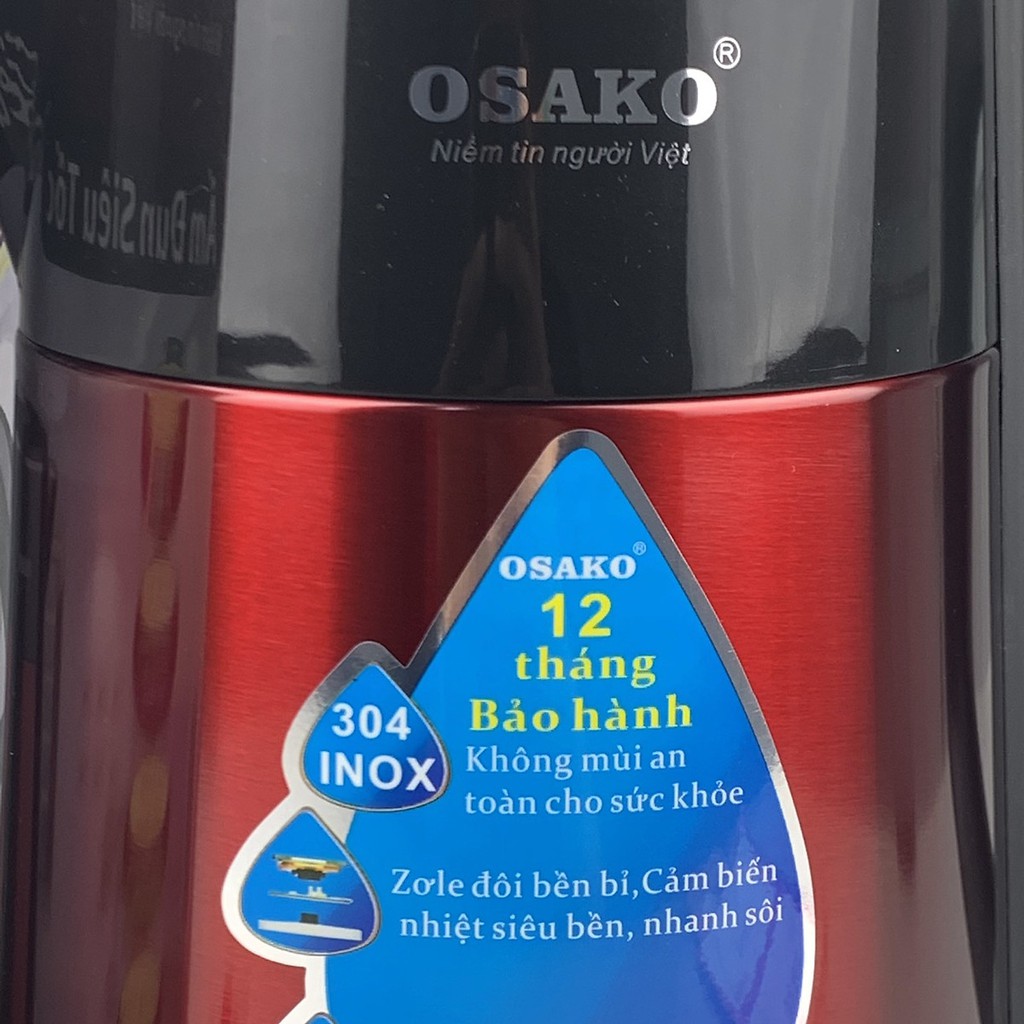 OSAKO®
Niềm tin người Việt
Ấm Đun Siêu Tốc
OSAKO®
12
tháng
Bảo hành
304
INOX
Không mùi an
toàn cho sức khỏe
Zơle đôi bền bỉ,Cảm biến
nhiệt siêu bền, nhanh sôi